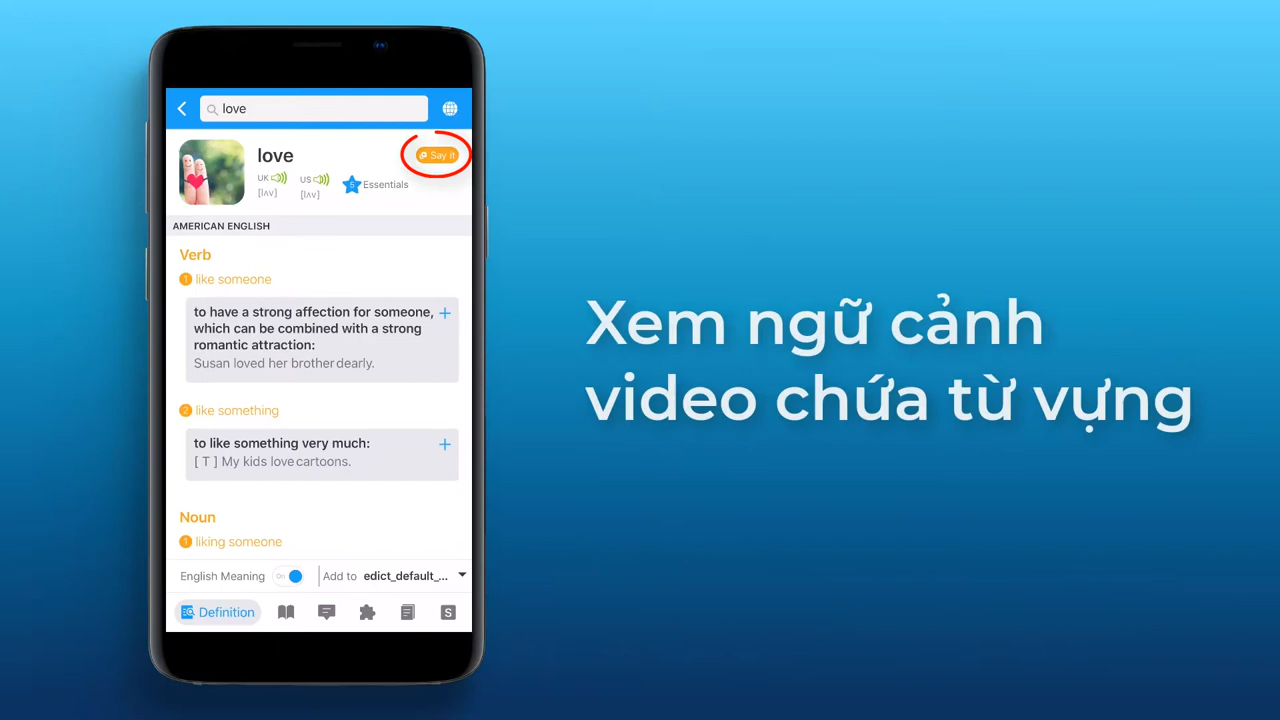 love
love
Say it
UK
[lʌv]
US
[lʌv]
5
Essentials
AMERICAN ENGLISH
Verb
1 like someone
to have a strong affection for someone,
which can be combined with a strong
romantic attraction:
Susan loved her brother dearly.
2 like something
to like something very much:
[ T ] My kids love cartoons.
Noun
1 liking someone
English Meaning On Add to edict_default_...
Definition
S
Xem ngữ cảnh
video chứa từ vựng